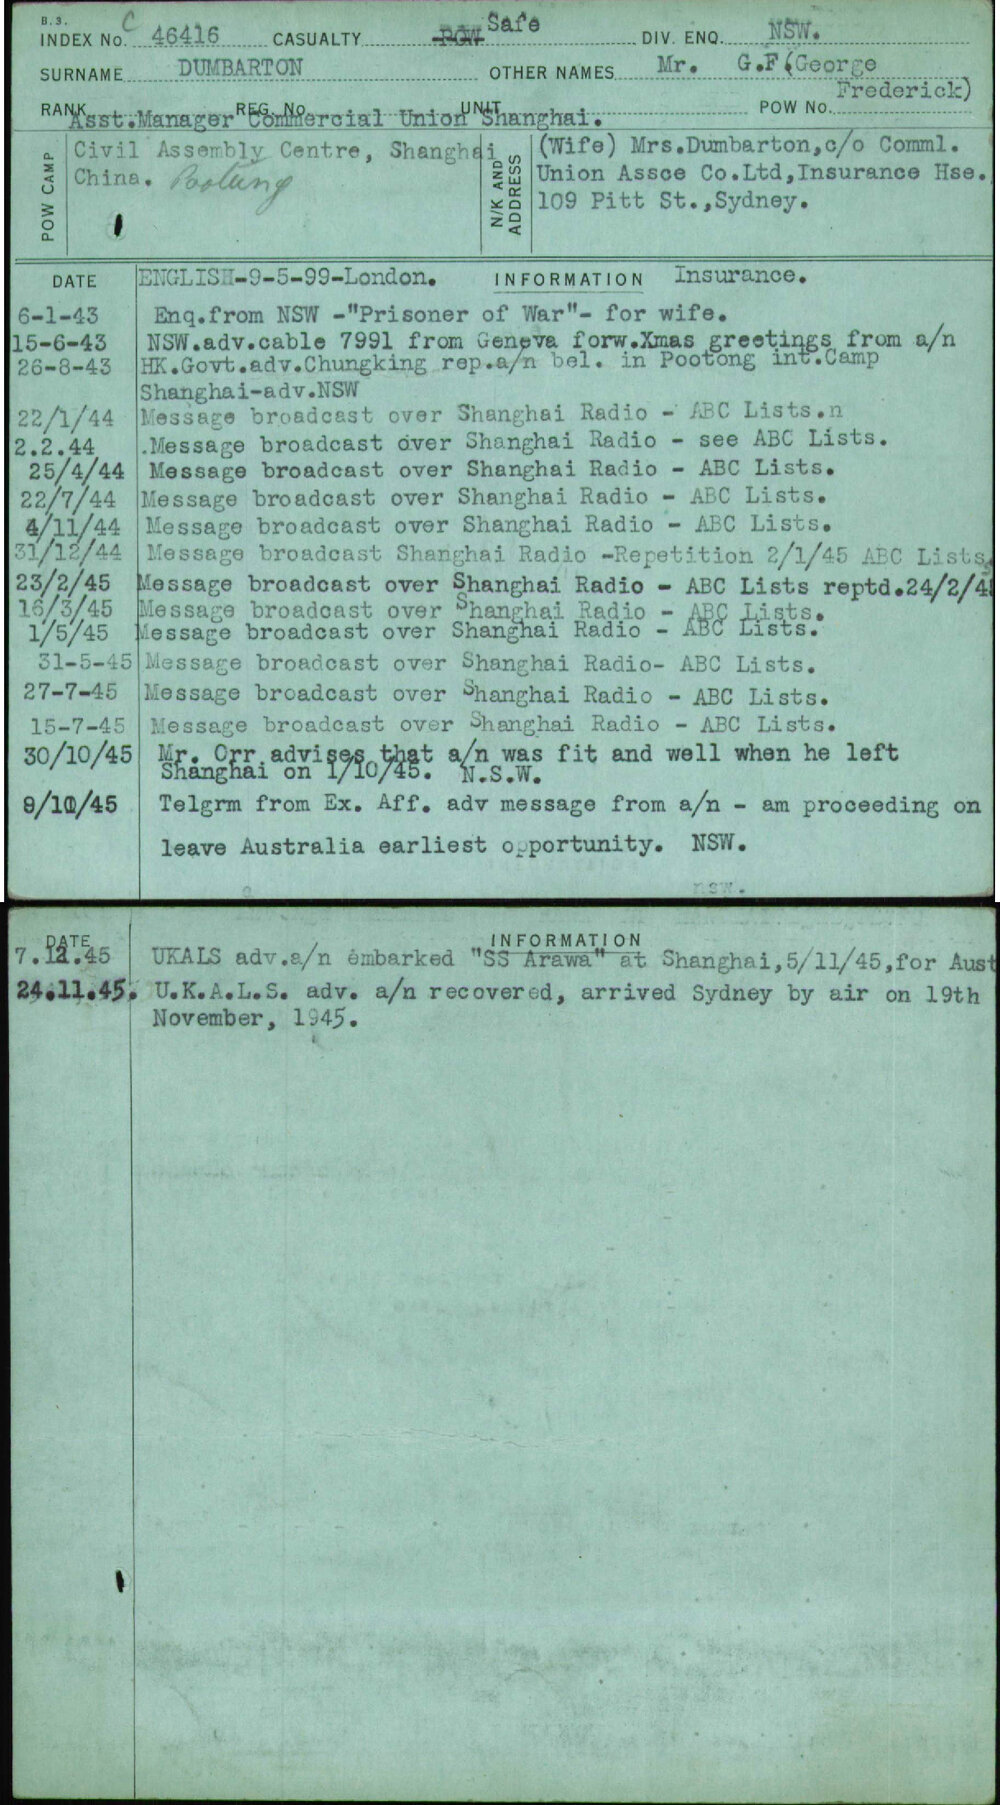 B.3.
INDEX No. C 46416 CASUALTY POW Safe DIV. ENQ. NSW.
SURNAME DUMBARTON OTHER NAMES Mr. G.F.(George
Frederick)
RANK REG. No. UNIT POW No.
Asst.Manager Commercial Union Shanghai.
POW CAMP
Civil Assembly Centre, Shanghai
China. Pootung
N/K AND ADDRESS
(Wife) Mrs.Dumbarton,c/o Comml.
Union Assce Co.Ltd,Insurance Hse.
109 Pitt St.,Sydney.
DATE ENGLISH-9-5-99-London. INFORMATION Insurance.
6-1-43 Enq.from NSW -"Prisoner of War"- for wife.
15-6-43 NSW.adv.cable 7991 from Geneva forw.Xmas greetings from a/n
26-8-43 HK.Govt.adv.Chungking rep.a/n bel. in Pootong int.Camp
Shanghai-adv.NSW
22/1/44 Message broadcast over Shanghai Radio - ABC Lists.n
2.2.44 .Message broadcast over Shanghai Radio - see ABC Lists.
25/4/44 Message broadcast over Shanghai Radio - ABC Lists.
22/7/44 Message broadcast over Shanghai Radio - ABC Lists.
4/11/44 Message broadcast over Shanghai Radio - ABC Lists.
31/12/44 Message broadcast Shanghai Radio -Repetition 2/1/45 ABC Lists.
23/2/45 Message broadcast over Shanghai Radio - ABC Lists reptd.24/2/45
16/3/45 Message broadcast over Shanghai Radio - ABC Lists.
1/5/45 Message broadcast over Shanghai Radio - ABC Lists.
31-5-45 Message broadcast over Shanghai Radio- ABC Lists.
27-7-45 Message broadcast over Shanghai Radio - ABC Lists.
15-7-45 Message broadcast over Shanghai Radio - ABC Lists.
30/10/45 Mr. Orr advises that a/n was fit and well when he left
Shanghai on 1/10/45. N.S.W.
Telgrm from Ex. Aff. adv message from a/n - am proceeding on
leave Australia earliest opportunity. NSW.
nsw.
DATE INFORMATION
UKALS adv.a/n embarked "SS Arawa" at Shanghai,5/11/45,for Aust
24.11.45. U.K.A.L.S. adv. a/n recovered, arrived Sydney by air on 19th
November, 1945.